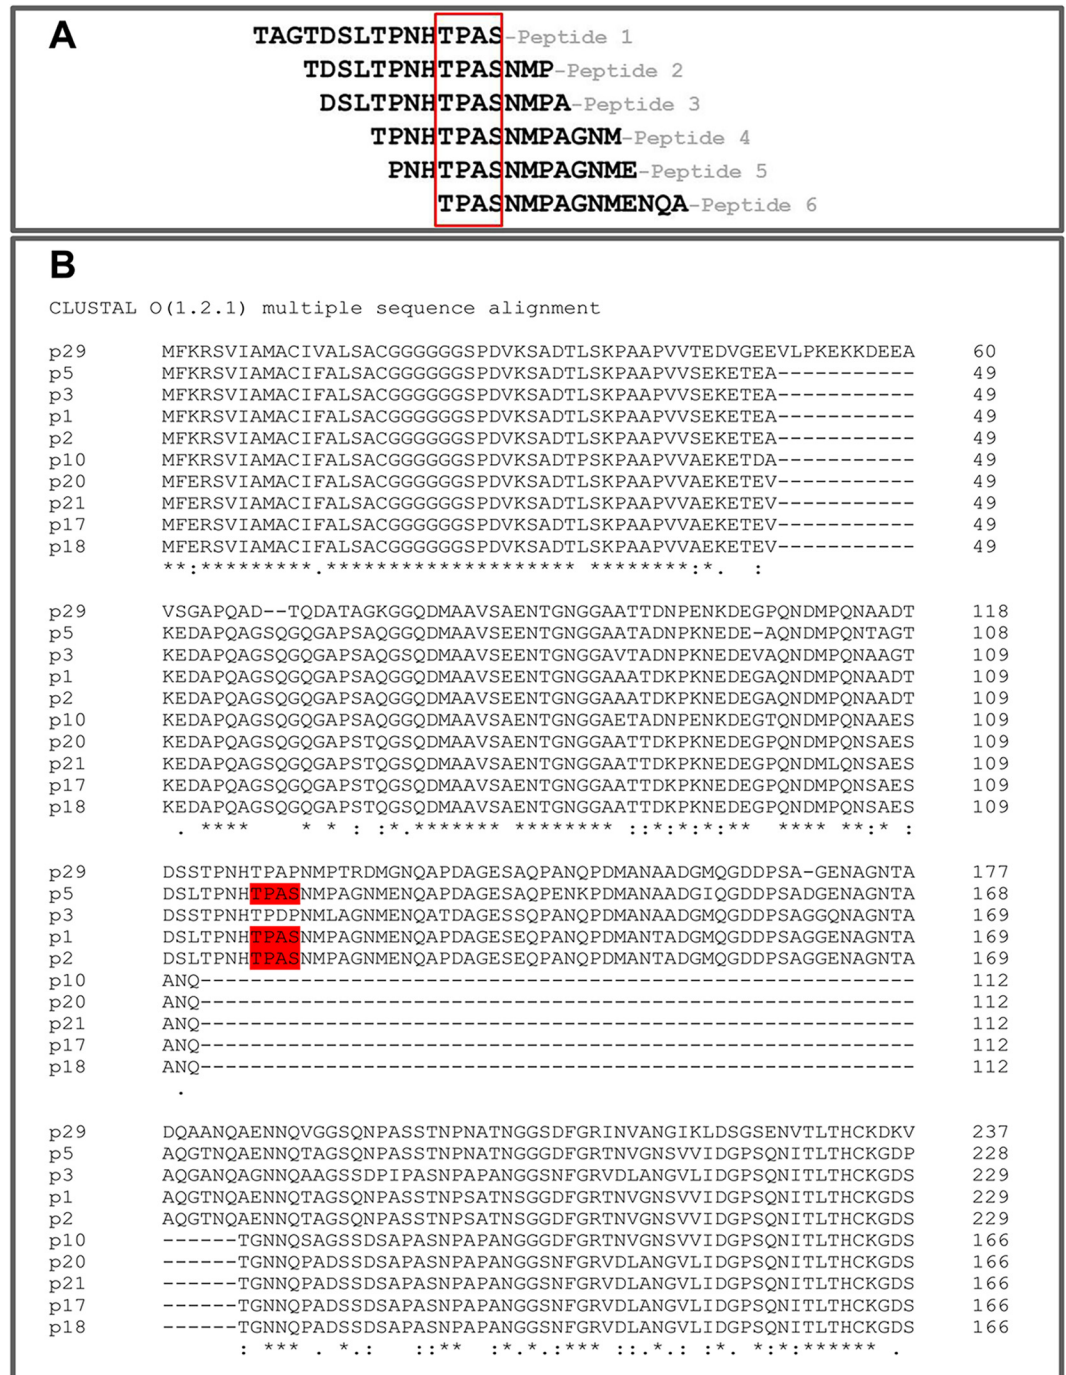 A
TAGTDSLTPNHTPAS-Peptide 1
TDSLTPNHTPASNMP-Peptide 2
DSLTPNHTPASNMPA-Peptide 3
TPNHTPASNMPAGNM-Peptide 4
PNHTPASNMPAGNME-Peptide 5
TPASNMPAGNMENQA-Peptide 6
B
CLUSTAL O(1.2.1) multiple sequence alignment
p29 MFKRSVIAMACIVALSACGGGGGGSPDVKSADTLSKPAAPVVTEDVGEEVLPKEKKDEEA 60
p5 MFKRSVIAMACIFALSACGGGGGGSPDVKSADTLSKPAAPVVSEKETEA----------- 49
p3 MFKRSVIAMACIFALSACGGGGGGSPDVKSADTLSKPAAPVVSEKETEA----------- 49
p1 MFKRSVIAMACIFALSACGGGGGGSPDVKSADTLSKPAAPVVSEKETEA----------- 49
p2 MFKRSVIAMACIFALSACGGGGGGSPDVKSADTLSKPAAPVVSEKETEA----------- 49
p10 MFKRSVIAMACIFALSACGGGGGGSPDVKSADTPSKPAAPVVAEKETDA----------- 49
p20 MFERSVIAMACIFALSACGGGGGGSPDVKSADTLSKPAAPVVAEKETEV----------- 49
p21 MFERSVIAMACIFALSACGGGGGGSPDVKSADTLSKPAAPVVAEKETEV----------- 49
p17 MFERSVIAMACIFALSACGGGGGGSPDVKSADTLSKPAAPVVAEKETEV----------- 49
p18 MFERSVIAMACIFALSACGGGGGGSPDVKSADTLSKPAAPVVAEKETEV----------- 49
**:*********.******************** ********:*.  :
p29 VSGAPQAD--TQDATAGKGGQDMAAVSAENTGNGGAATTDNPENKDEGPQNDMPQNAADT 118
p5 KEDAPQAGSQGQGAPSAQGGQDMAAVSEENTGNGGAATADNPKNEDE-AQNDMPQNTAGT 108
p3 KEDAPQAGSQGQGAPSAQGSQDMAAVSEENTGNGGAVTADNPKNEDEVAQNDMPQNAAGT 109
p1 KEDAPQAGSQGQGAPSAQGGQDMAAVSEENTGNGGAAATDKPKNEDEGAQNDMPQNAADT 109
p2 KEDAPQAGSQGQGAPSAQGGQDMAAVSEENTGNGGAAATDKPKNEDEGAQNDMPQNAADT 109
p10 KEDAPQAGSQGQGAPSAQGGQDMAAVSAENTGNGGAETADNPENKDEGTQNDMPQNAAES 109
p20 KEDAPQAGSQGQGAPSTQGSQDMAAVSAENTGNGGAATTDKPKNEDEGPQNDMPQNSAES 109
p21 KEDAPQAGSQGQGAPSTQGSQDMAAVSAENTGNGGAATTDKPKNEDEGPQNDMLQNSAES 109
p17 KEDAPQAGSQGQGAPSTQGSQDMAAVSAENTGNGGAATTDKPKNEDEGPQNDMPQNSAES 109
p18 KEDAPQAGSQGQGAPSTQGSQDMAAVSAENTGNGGAATTDKPKNEDEGPQNDMPQNSAES 109
. **** * * : :*.******* ******** ::*:*:*:** **** **:* :
p29 DSSTPNHTPAPNMPTRDMGNQAPDAGESAQPANQPDMANAADGMQGDDPSA-GENAGNTA 177
p5 DSLTPNHTPASNMPAGNMENQAPDAGESAQPENKPDMANAADGIQGDDPSADGENAGNTA 168
p3 DSSTPNHTPDPNMLAGNMENQATDAGESSQPANQPDMANAADGMQGDDPSAGGQNAGNTA 169
p1 DSLTPNHTPASNMPAGNMENQAPDAGESEQPANQPDMANTADGMQGDDPSAGGENAGNTA 169
p2 DSLTPNHTPASNMPAGNMENQAPDAGESEQPANQPDMANTADGMQGDDPSAGGENAGNTA 169
p10 ANQ--------------------------------------------------------- 112
p20 ANQ--------------------------------------------------------- 112
p21 ANQ--------------------------------------------------------- 112
p17 ANQ--------------------------------------------------------- 112
p18 ANQ--------------------------------------------------------- 112
.
p29 DQAANQAENNQVGGSQNPASSTNPNATNGGSDFGRINVANGIKLDSGSENVTLTHCKDKV 237
p5 AQGTNQAENNQTAGSQNPASSTNPNATNGGGDFGRTNVGNSVVIDGPSQNITLTHCKGDP 228
p3 AQGANQAGNNQAAGSSDPIPASNPAPANGGSNFGRVDLANGVLIDGPSQNITLTHCKGDS 229
p1 AQGTNQAENNQTAGSQNPASSTNPSATNSGGDFGRTNVGNSVVIDGPSQNITLTHCKGDS 229
p2 AQGTNQAENNQTAGSQNPASSTNPSATNSGGDFGRTNVGNSVVIDGPSQNITLTHCKGDS 229
p10 ------TGNNQSAGSSDSAPASNPAPANGGGDFGRTNVGNSVVIDGPSQNITLTHCKGDS 166
p20 ------TGNNQPADSSDSAPASNPAPANGGSNFGRVDLANGVLIDGPSQNITLTHCKGDS 166
p21 ------TGNNQPADSSDSAPASNPAPANGGSNFGRVDLANGVLIDGPSQNITLTHCKGDS 166
p17 ------TGNNQPADSSDSAPASNPAPANGGSNFGRVDLANGVLIDGPSQNITLTHCKGDS 166
p18 ------TGNNQPADSSDSAPASNPAPANGGSNFGRVDLANGVLIDGPSQNITLTHCKGDS 166
: *** . *.: ::** :*.*.:*** ::.*.: :*. *:*:****** .